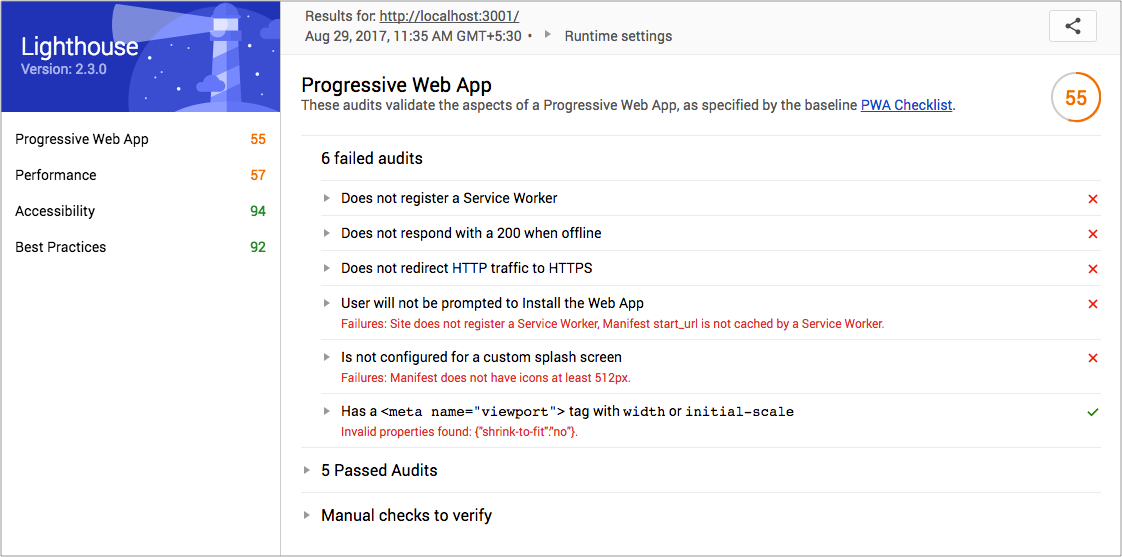 Lighthouse
Version: 2.3.0
Progressive Web App 55
Performance 57
Accessibility 94
Best Practices 92
Results for: http://localhost:3001/
Aug 29, 2017, 11:35 AM GMT+5:30 • Runtime settings
Progressive Web App
These audits validate the aspects of a Progressive Web App, as specified by the baseline PWA Checklist.
55
6 failed audits
Does not register a Service Worker
Does not respond with a 200 when offline
Does not redirect HTTP traffic to HTTPS
User will not be prompted to Install the Web App
Failures: Site does not register a Service Worker, Manifest start_url is not cached by a Service Worker.
Is not configured for a custom splash screen
Failures: Manifest does not have icons at least 512px.
Has a <meta name="viewport"> tag with width or initial-scale
Invalid properties found: {"shrink-to-fit":"no"}.
5 Passed Audits
Manual checks to verify